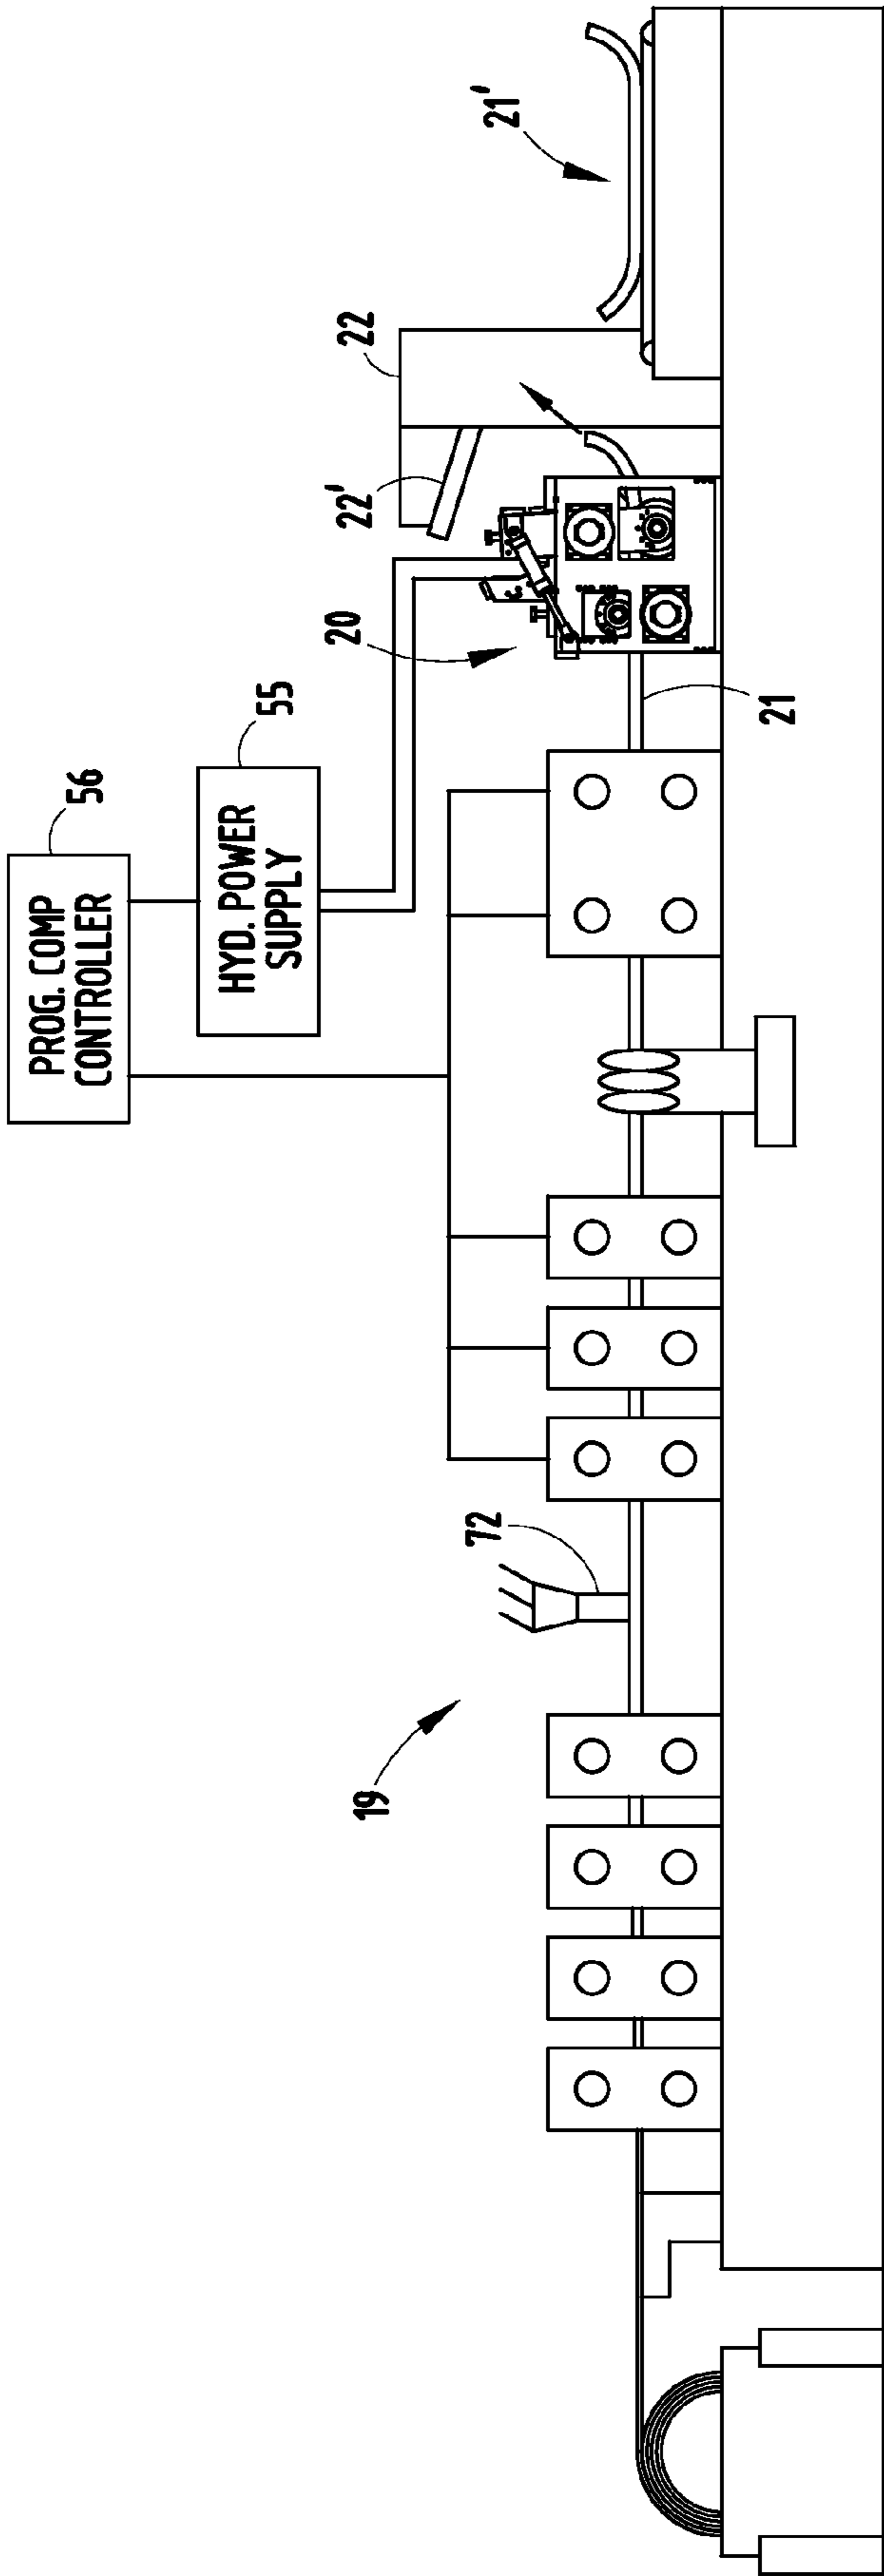 PROG. COMP
CONTROLLER
56
HYD. POWER
SUPPLY
55
20
22'
22
21'
21
72
19